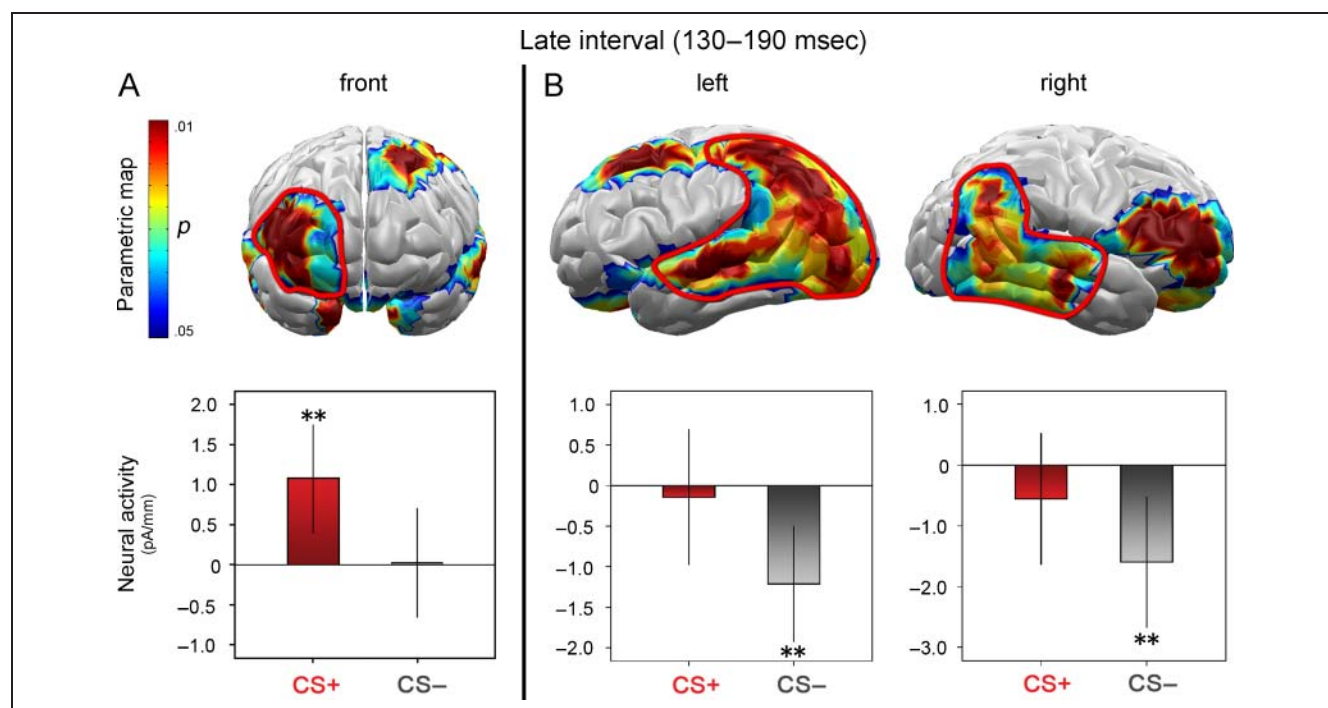 Late interval (130–190 msec)
A
front
B
left
right
Parametric map
.01
p
.05
Neural activity
(pA/mm)
2.0
1.5
1.0
0.5
0
–0.5
–1.0
**
CS+
CS–
1.0
0.5
0
–0.5
–1.0
–1.5
–2.0
**
CS+
CS–
1.0
0
–1.0
–2.0
–3.0
**
CS+
CS–